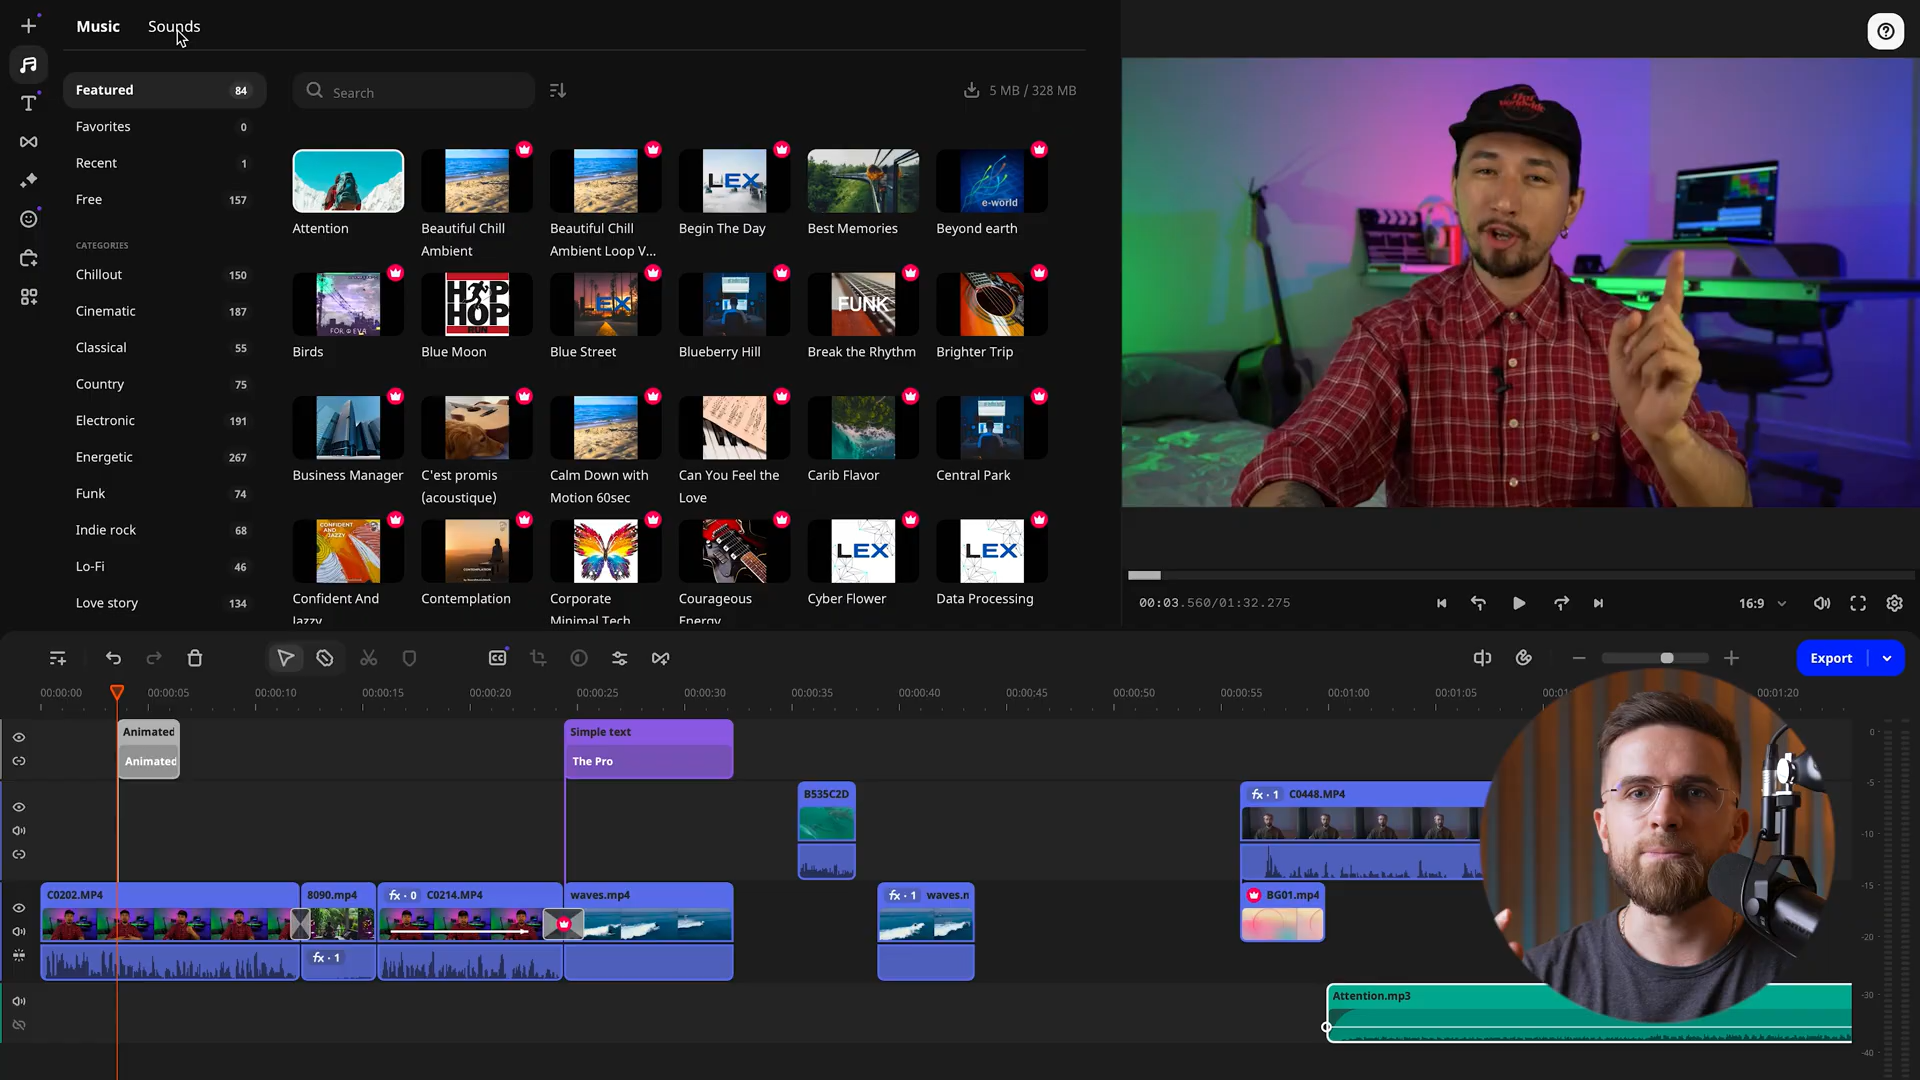 Music
Sounds
Featured 84
Favorites 0
Recent 1
Free 157
CATEGORIES
Chillout 150
Cinematic 187
Classical 55
Country 75
Electronic 191
Energetic 267
Funk 74
Indie rock 68
Lo-Fi 46
Love story 134
Search
5 MB / 328 MB
LEX
e-world
Attention
Beautiful Chill
Ambient
Beautiful Chill
Ambient Loop V...
Begin The Day
Best Memories
Beyond earth
FOR EVA
HIP
HOP
RUN
LEX
FUNK
Birds
Blue Moon
Blue Street
Blueberry Hill
Break the Rhythm
Brighter Trip
Business Manager
C'est promis
(acoustique)
Calm Down with
Motion 60sec
Can You Feel the
Love
Carib Flavor
Central Park
CONFIDENT
AND
JAZZY
CONTEMPLATION
LEX
LEX
Confident And
Jazzy
Contemplation
Corporate
Minimal Tech
Courageous
Energy
Cyber Flower
Data Processing
00:03.560/01:32.275
16:9
CC
Export
00:00:00
00:00:05
00:00:10
00:00:15
00:00:20
00:00:25
00:00:30
00:00:35
00:00:40
00:00:45
00:00:50
00:00:55
00:01:00
00:01:05
00:01:20
Animated
Animated
Simple text
The Pro
B535C2D
fx · 1 C0448.MP4
C0202.MP4
8090.mp4
fx · 0 C0214.MP4
waves.mp4
fx · 1 waves.n
BG01.mp4
fx · 1
Attention.mp3
0
-5
-10
-15
-20
-30
-40